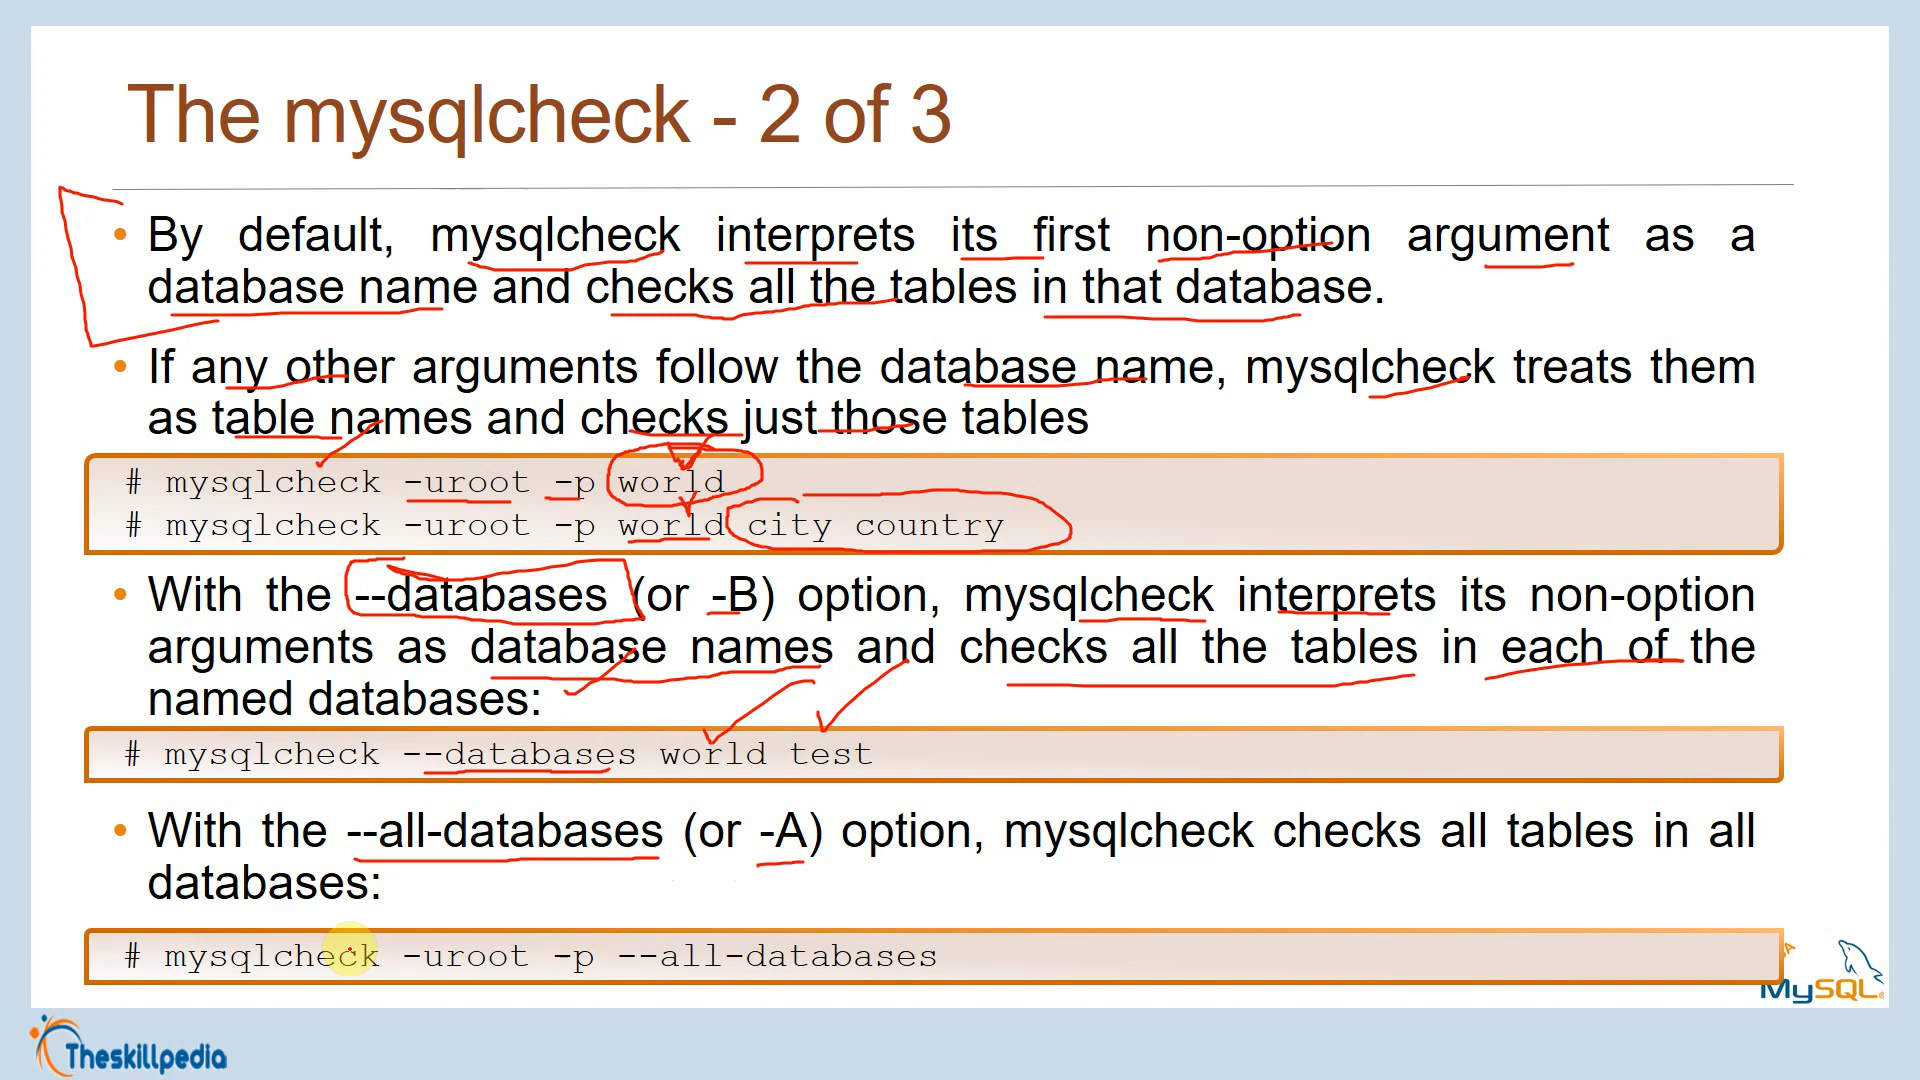 The mysqlcheck - 2 of 3
• By default, mysqlcheck interprets its first non-option argument as a
database name and checks all the tables in that database.
• If any other arguments follow the database name, mysqlcheck treats them
as table names and checks just those tables
# mysqlcheck -uroot -p world
# mysqlcheck -uroot -p world city country
• With the --databases (or -B) option, mysqlcheck interprets its non-option
arguments as database names and checks all the tables in each of the
named databases:
# mysqlcheck --databases world test
• With the --all-databases (or -A) option, mysqlcheck checks all tables in all
databases:
# mysqlcheck -uroot -p --all-databases
MySQL®
Theskillpedia